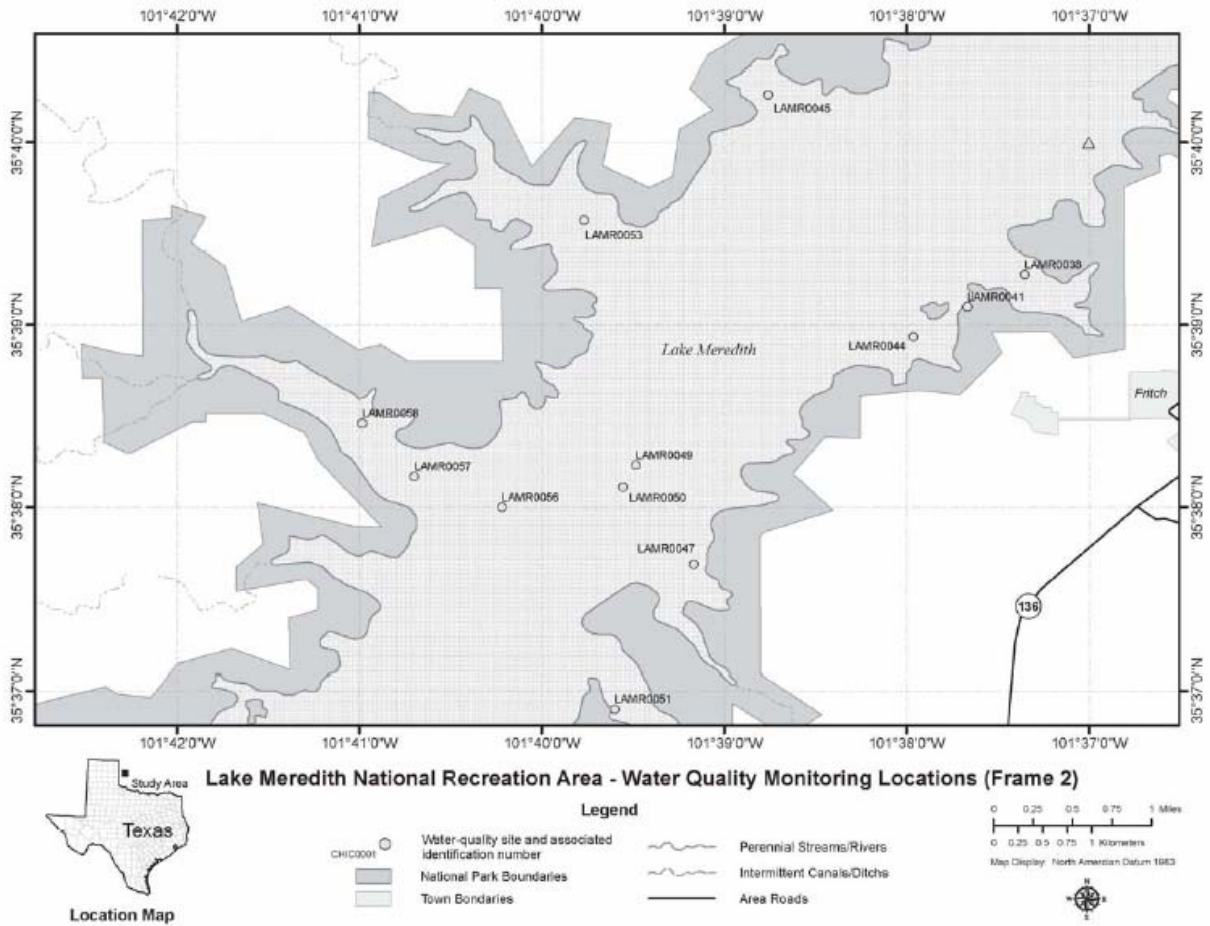 101°42'0"W 101°41'0"W 101°40'0"W 101°39'0"W 101°38'0"W 101°37'0"W
LAMR0045
35°40'0"N 35°40'0"N
LAMR0053
LAMR0038
LAMR0041
35°39'0"N 35°39'0"N
LAMR0044
Lake Meredith
Fritch
LAMR0058
LAMR0049
LAMR0057
LAMR0056
LAMR0050
35°38'0"N 35°38'0"N
LAMR0047
136
35°37'0"N 35°37'0"N
LAMR0051
101°42'0"W 101°41'0"W 101°40'0"W 101°39'0"W 101°38'0"W 101°37'0"W
Lake Meredith National Recreation Area - Water Quality Monitoring Locations (Frame 2)
Study Area
Texas
Location Map
Legend
CHIC0001
Water-quality site and associated
identification number
National Park Boundaries
Town Bondaries
Perennial Streams/Rivers
Intermittent Canals/Ditchs
Area Roads
0 0.25 0.5 0.75 1 Miles
0 0.25 0.5 0.75 1 Kilometers
Map Display: North Amerdian Datum 1983
N
W E
S